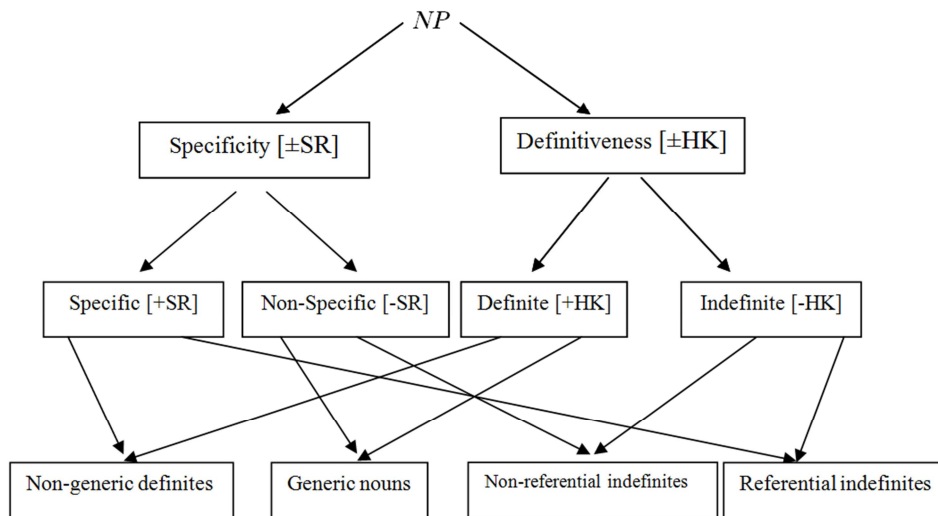 NP
Specificity [±SR]
Definitiveness [±HK]
Specific [+SR]
Non-Specific [-SR]
Definite [+HK]
Indefinite [-HK]
Non-generic definites
Generic nouns
Non-referential indefinites
Referential indefinites